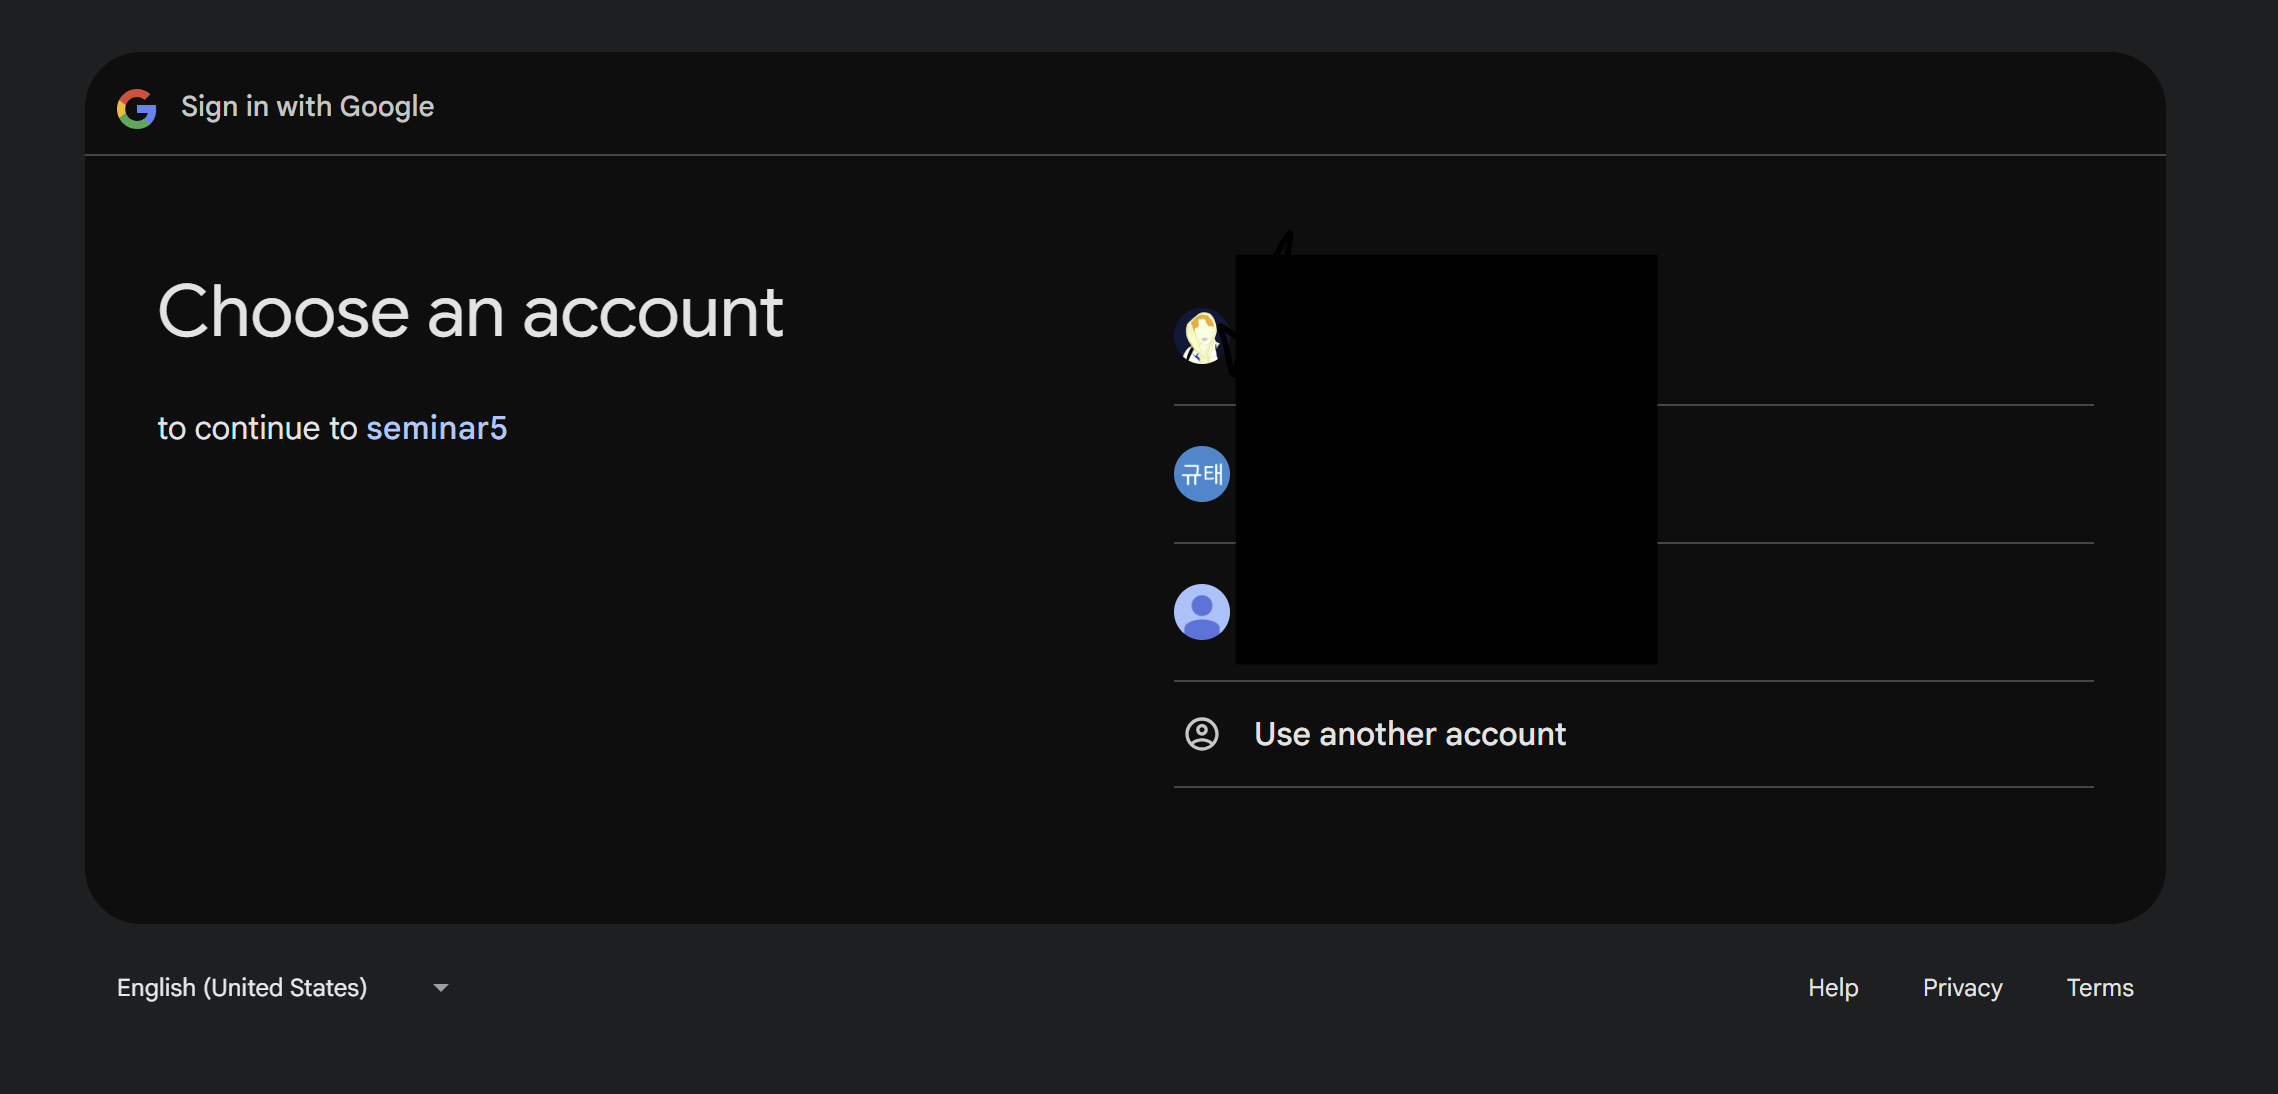 Sign in with Google
Choose an account
to continue to seminar5
규태
Use another account
English (United States)
Help Privacy Terms